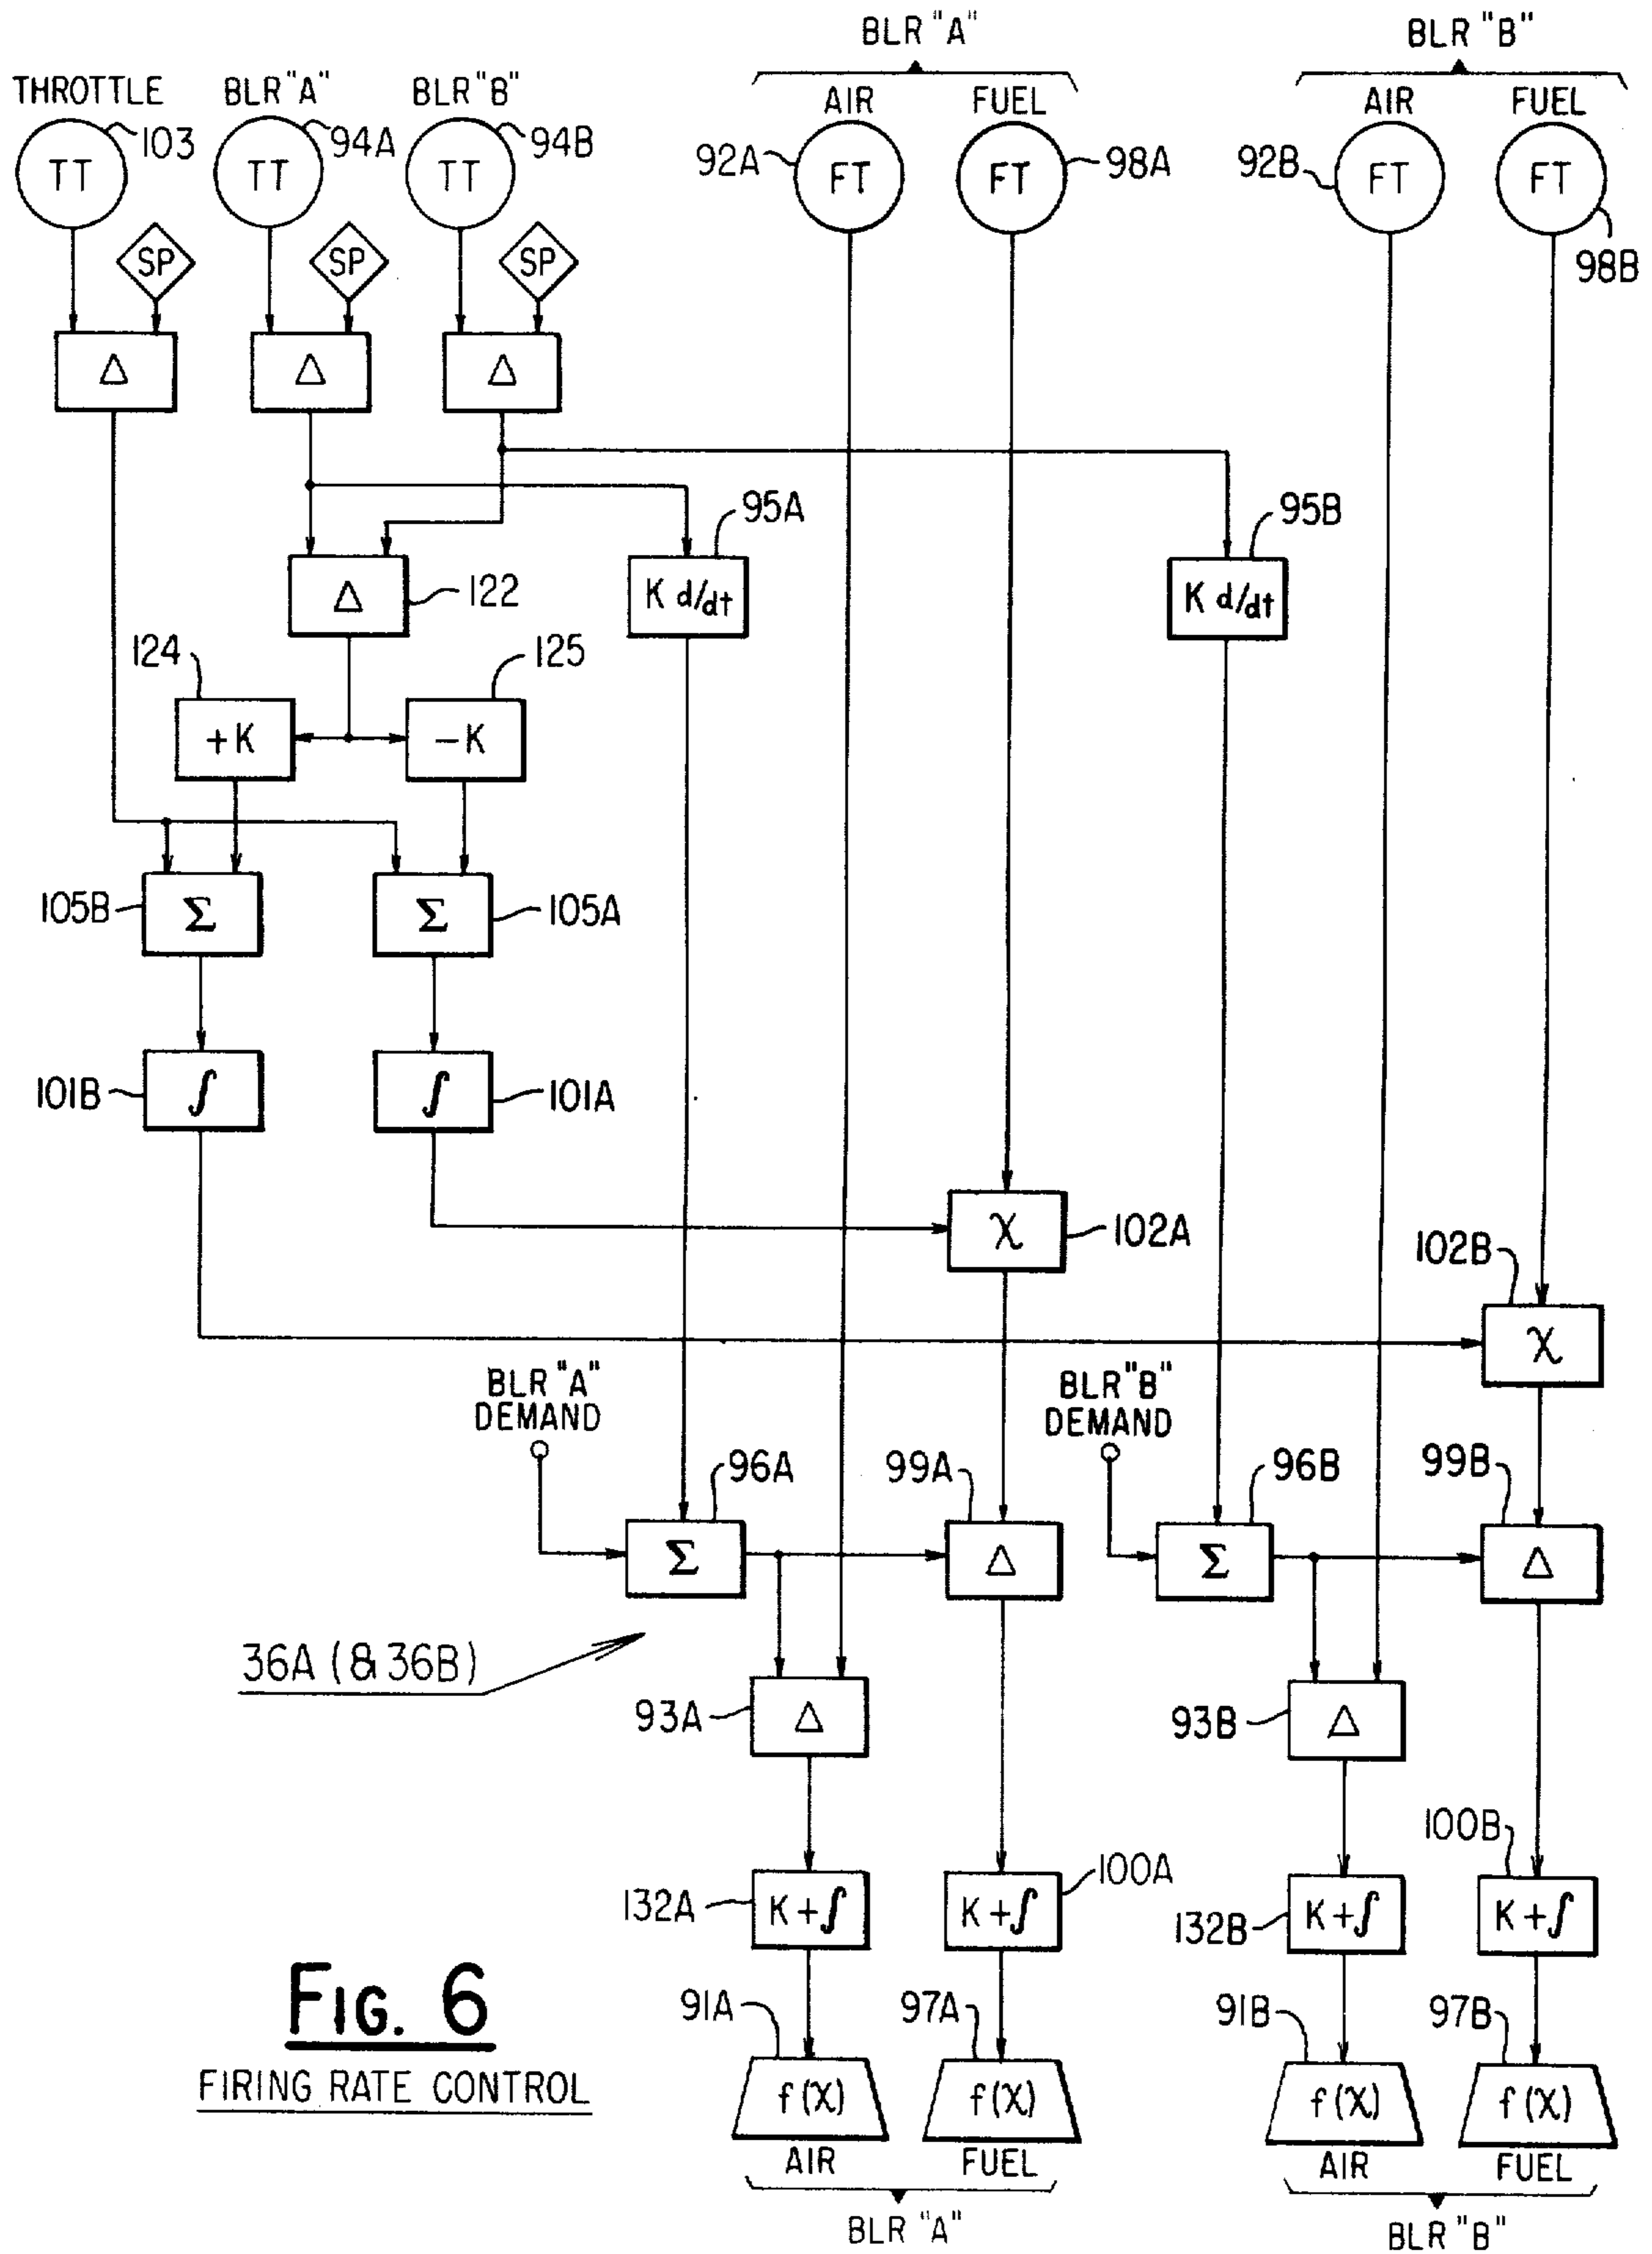 BLR "A"
BLR "B"
THROTTLE
BLR "A"
BLR "B"
AIR
FUEL
AIR
FUEL
TT
103
TT
94A
TT
94B
92A
FT
FT
98A
92B
FT
FT
98B
SP
SP
SP
Δ
Δ
Δ
95A
95B
Δ
122
K d/dt
K d/dt
124
125
+K
-K
105B
Σ
Σ
105A
101B
∫
∫
101A
χ
102A
102B
χ
BLR "A"
DEMAND
BLR "B"
DEMAND
96A
99A
96B
99B
Σ
Δ
Σ
Δ
36A (& 36B)
93A
Δ
93B
Δ
100B
100A
132A
K+∫
K+∫
132B
K+∫
K+∫
FIG. 6
FIRING RATE CONTROL
91A
97A
91B
97B
f(χ)
f(χ)
f(χ)
f(χ)
AIR
FUEL
AIR
FUEL
BLR "A"
BLR "B"